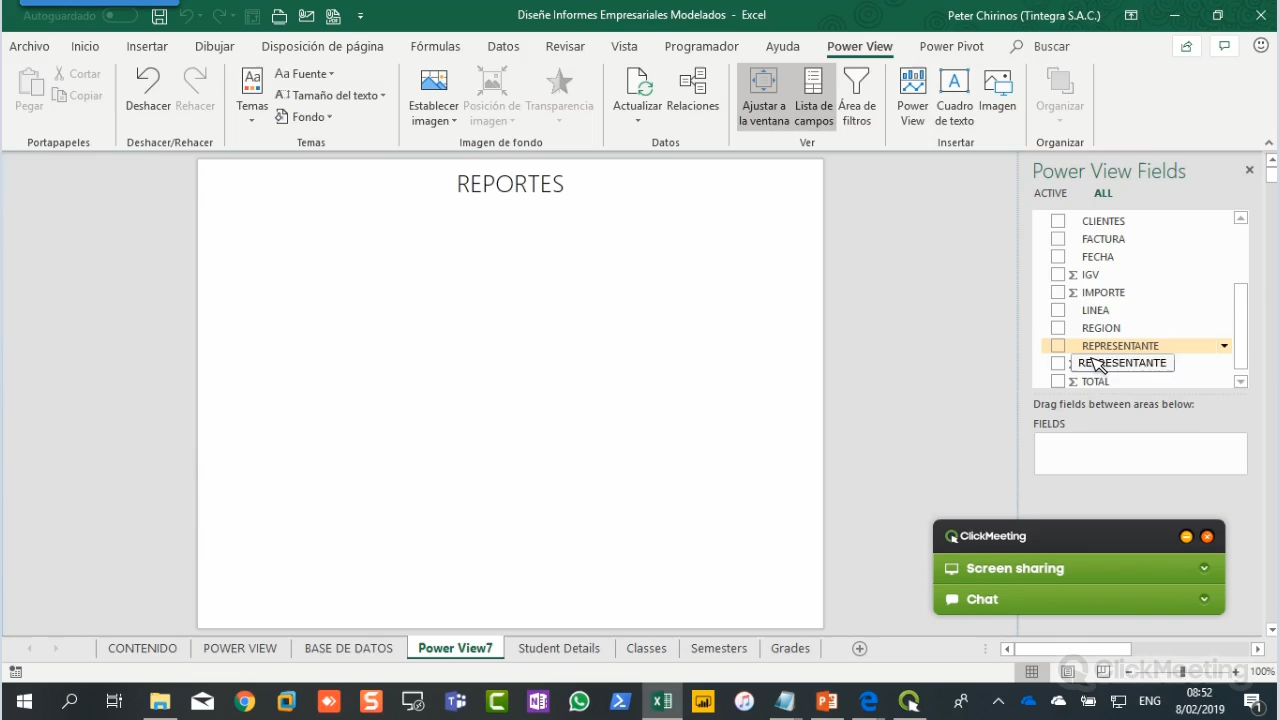 Autoguardado
Diseñe Informes Empresariales Modelados - Excel
Peter Chirinos (Tintegra S.A.C.)
Archivo Inicio Insertar Dibujar Disposición de página Fórmulas Datos Revisar Vista Programador Ayuda Power View Power Pivot Buscar
Pegar
Cortar
Copiar
Portapapeles
Deshacer Rehacer
Deshacer/Rehacer
Temas
Fuente
Tamaño del texto
Fondo
Temas
Establecer imagen
Posición de imagen
Transparencia
Imagen de fondo
Actualizar
Relaciones
Datos
Ajustar a la ventana
Lista de campos
Área de filtros
Ver
Power View
Cuadro de texto
Imagen
Insertar
Organizar
Organizar
REPORTES
Power View Fields
ACTIVE ALL
CLIENTES
FACTURA
FECHA
Σ IGV
Σ IMPORTE
LINEA
REGION
REPRESENTANTE
REPRESENTANTE
Σ TOTAL
Drag fields between areas below:
FIELDS
ClickMeeting
Screen sharing
Chat
CONTENIDO POWER VIEW BASE DE DATOS Power View7 Student Details Classes Semesters Grades
ClickMeeting
100%
ENG
08:52
8/02/2019